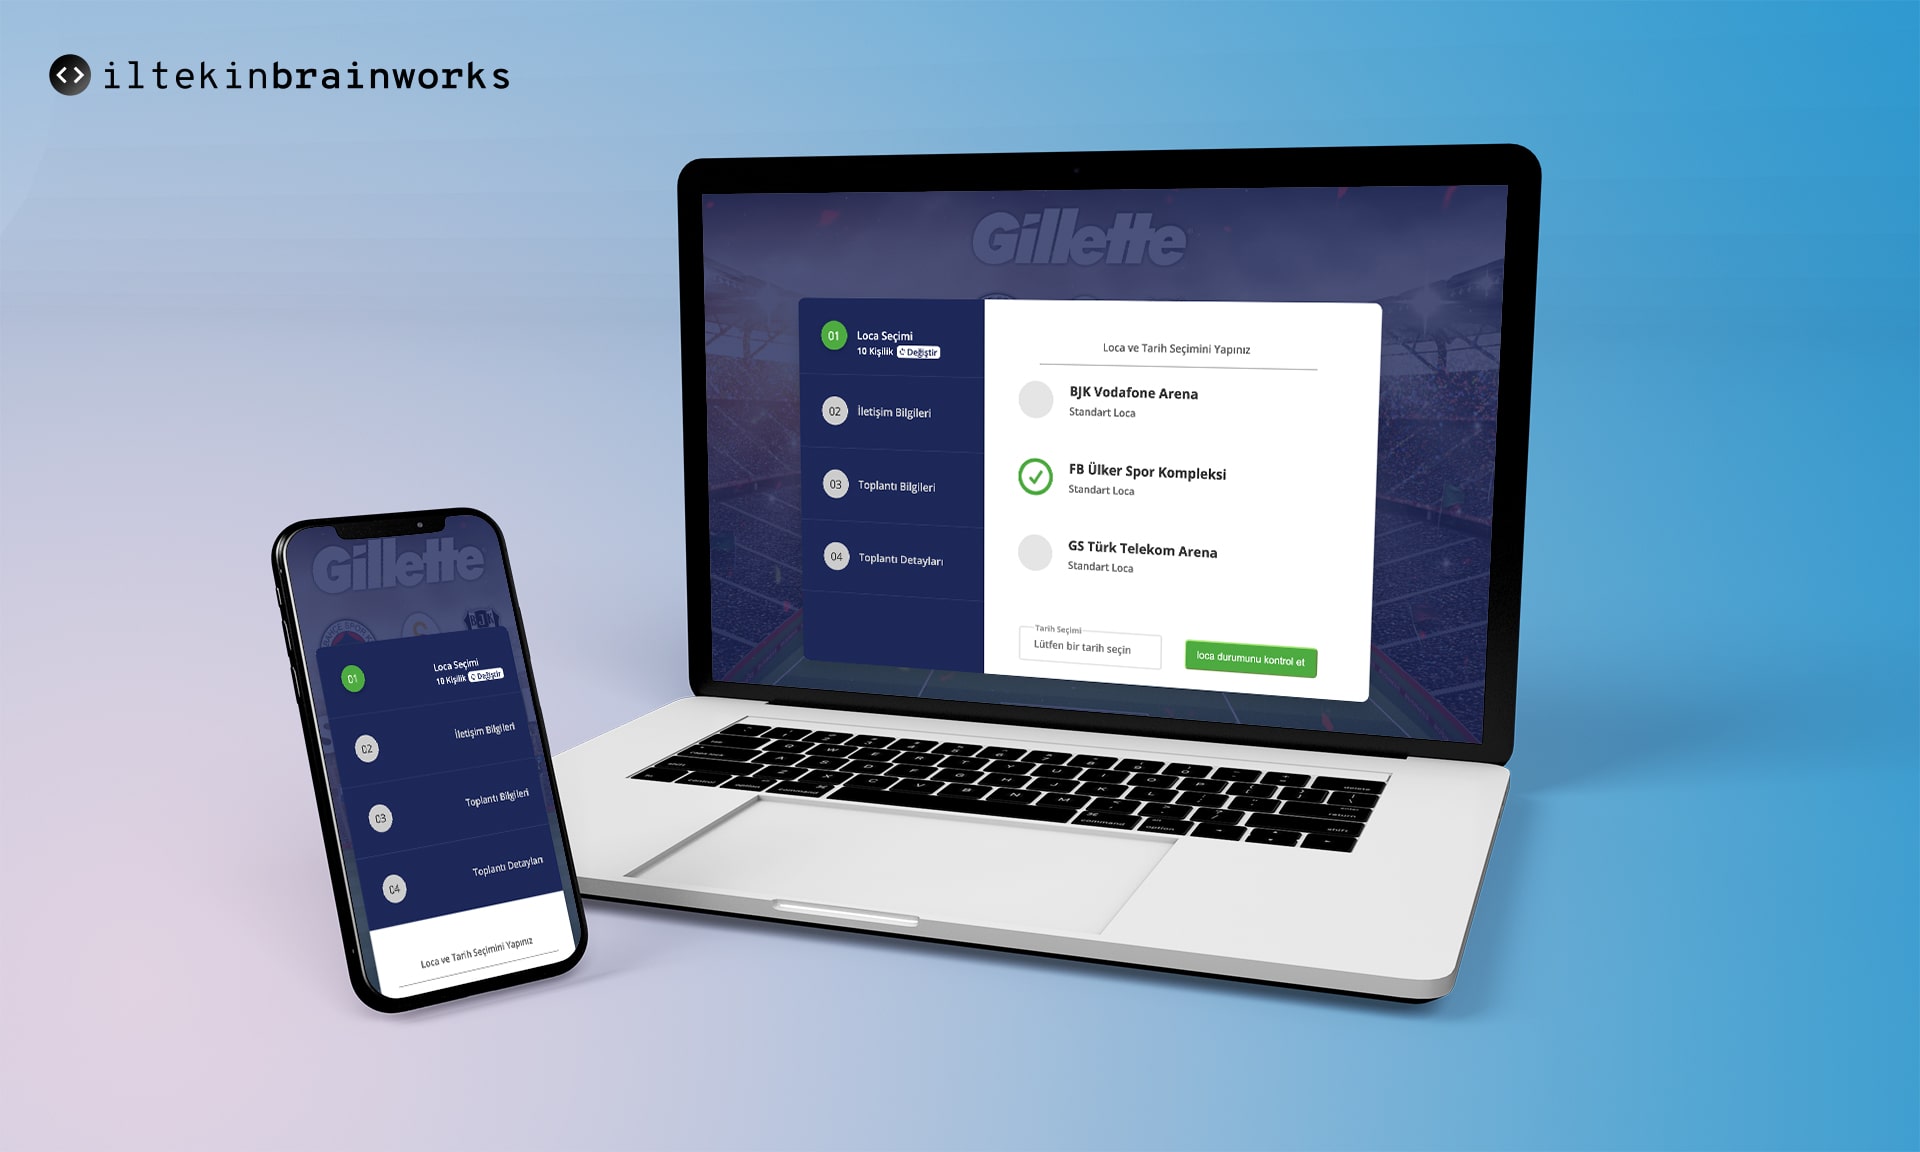 iltekinbrainworks
Gillette
01
Loca Seçimi
10 Kişilik Değiştir
02
İletişim Bilgileri
03
Toplantı Bilgileri
04
Toplantı Detayları
Loca ve Tarih Seçimini Yapınız
BJK Vodafone Arena
Standart Loca
FB Ülker Spor Kompleksi
Standart Loca
GS Türk Telekom Arena
Standart Loca
Tarih Seçimi
Lütfen bir tarih seçin
loca durumunu kontrol et
Gillette
BJK
01
Loca Seçimi
10 Kişilik Değiştir
02
İletişim Bilgileri
03
Toplantı Bilgileri
04
Toplantı Detayları
Loca ve Tarih Seçimini Yapınız